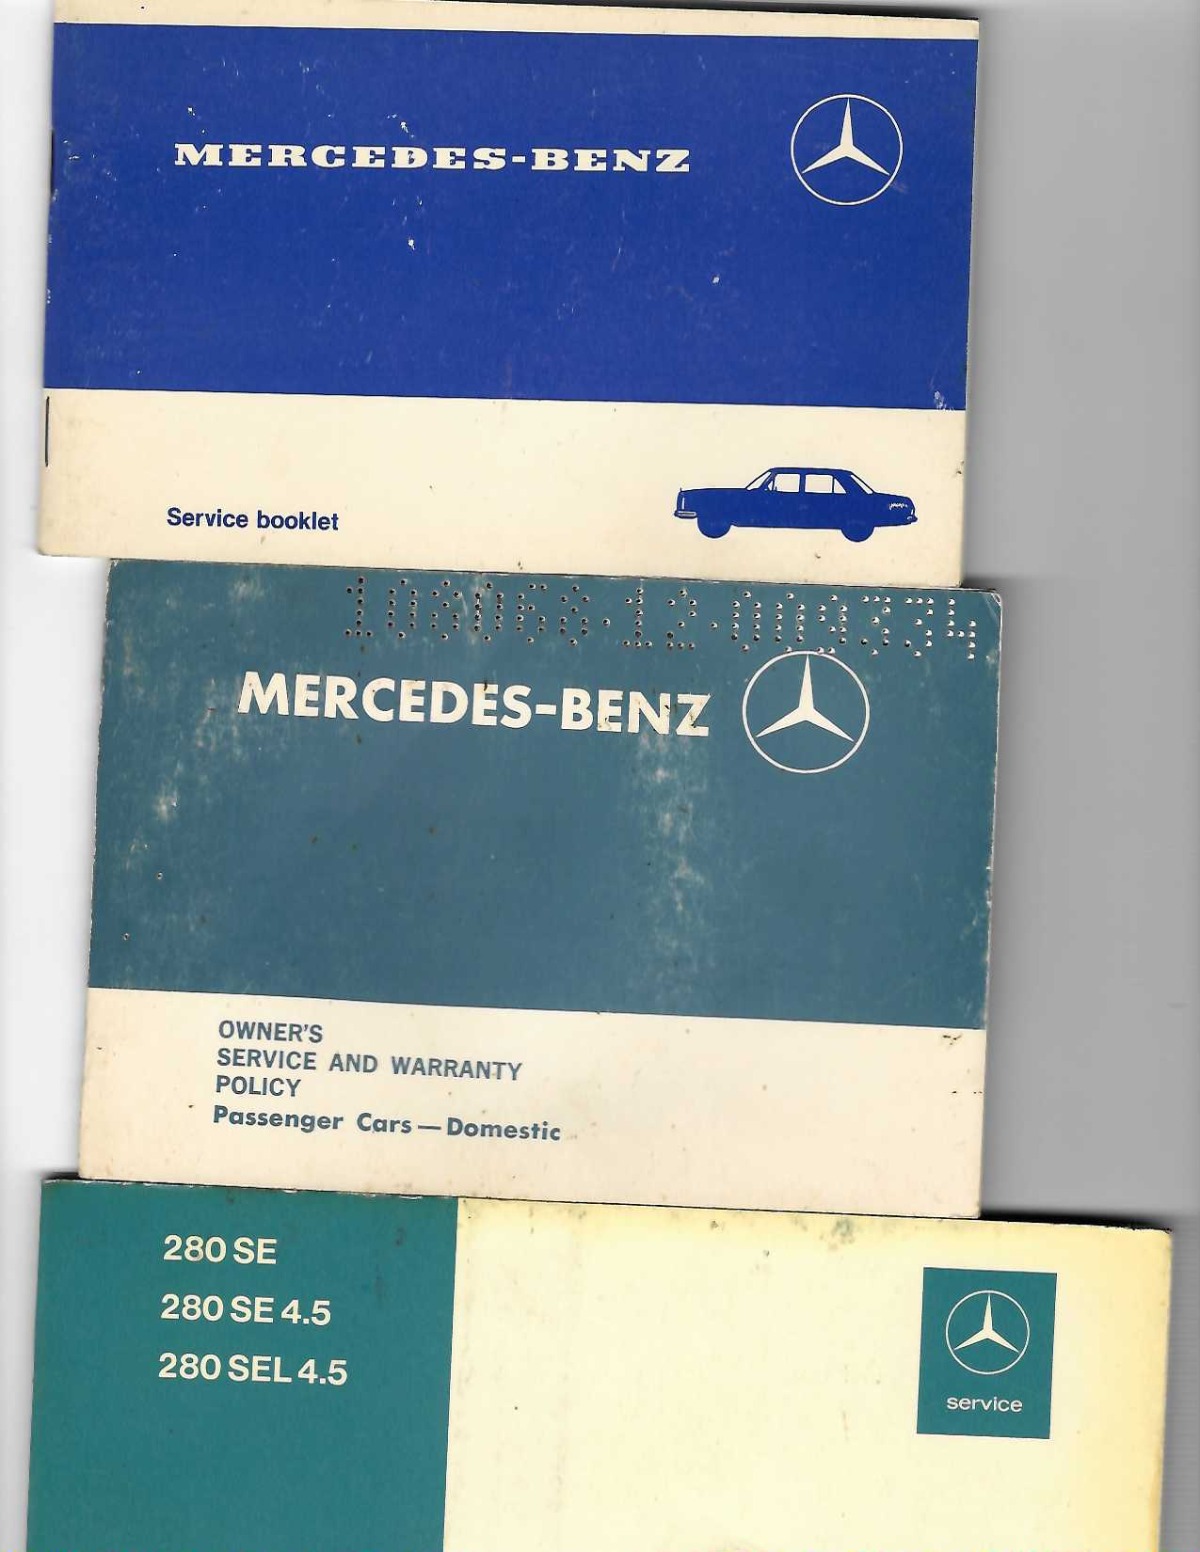 MERCEDES-BENZ
Service booklet
MERCEDES-BENZ
OWNER'S
SERVICE AND WARRANTY
POLICY
Passenger Cars — Domestic
280 SE
280 SE 4.5
280 SEL 4.5
service